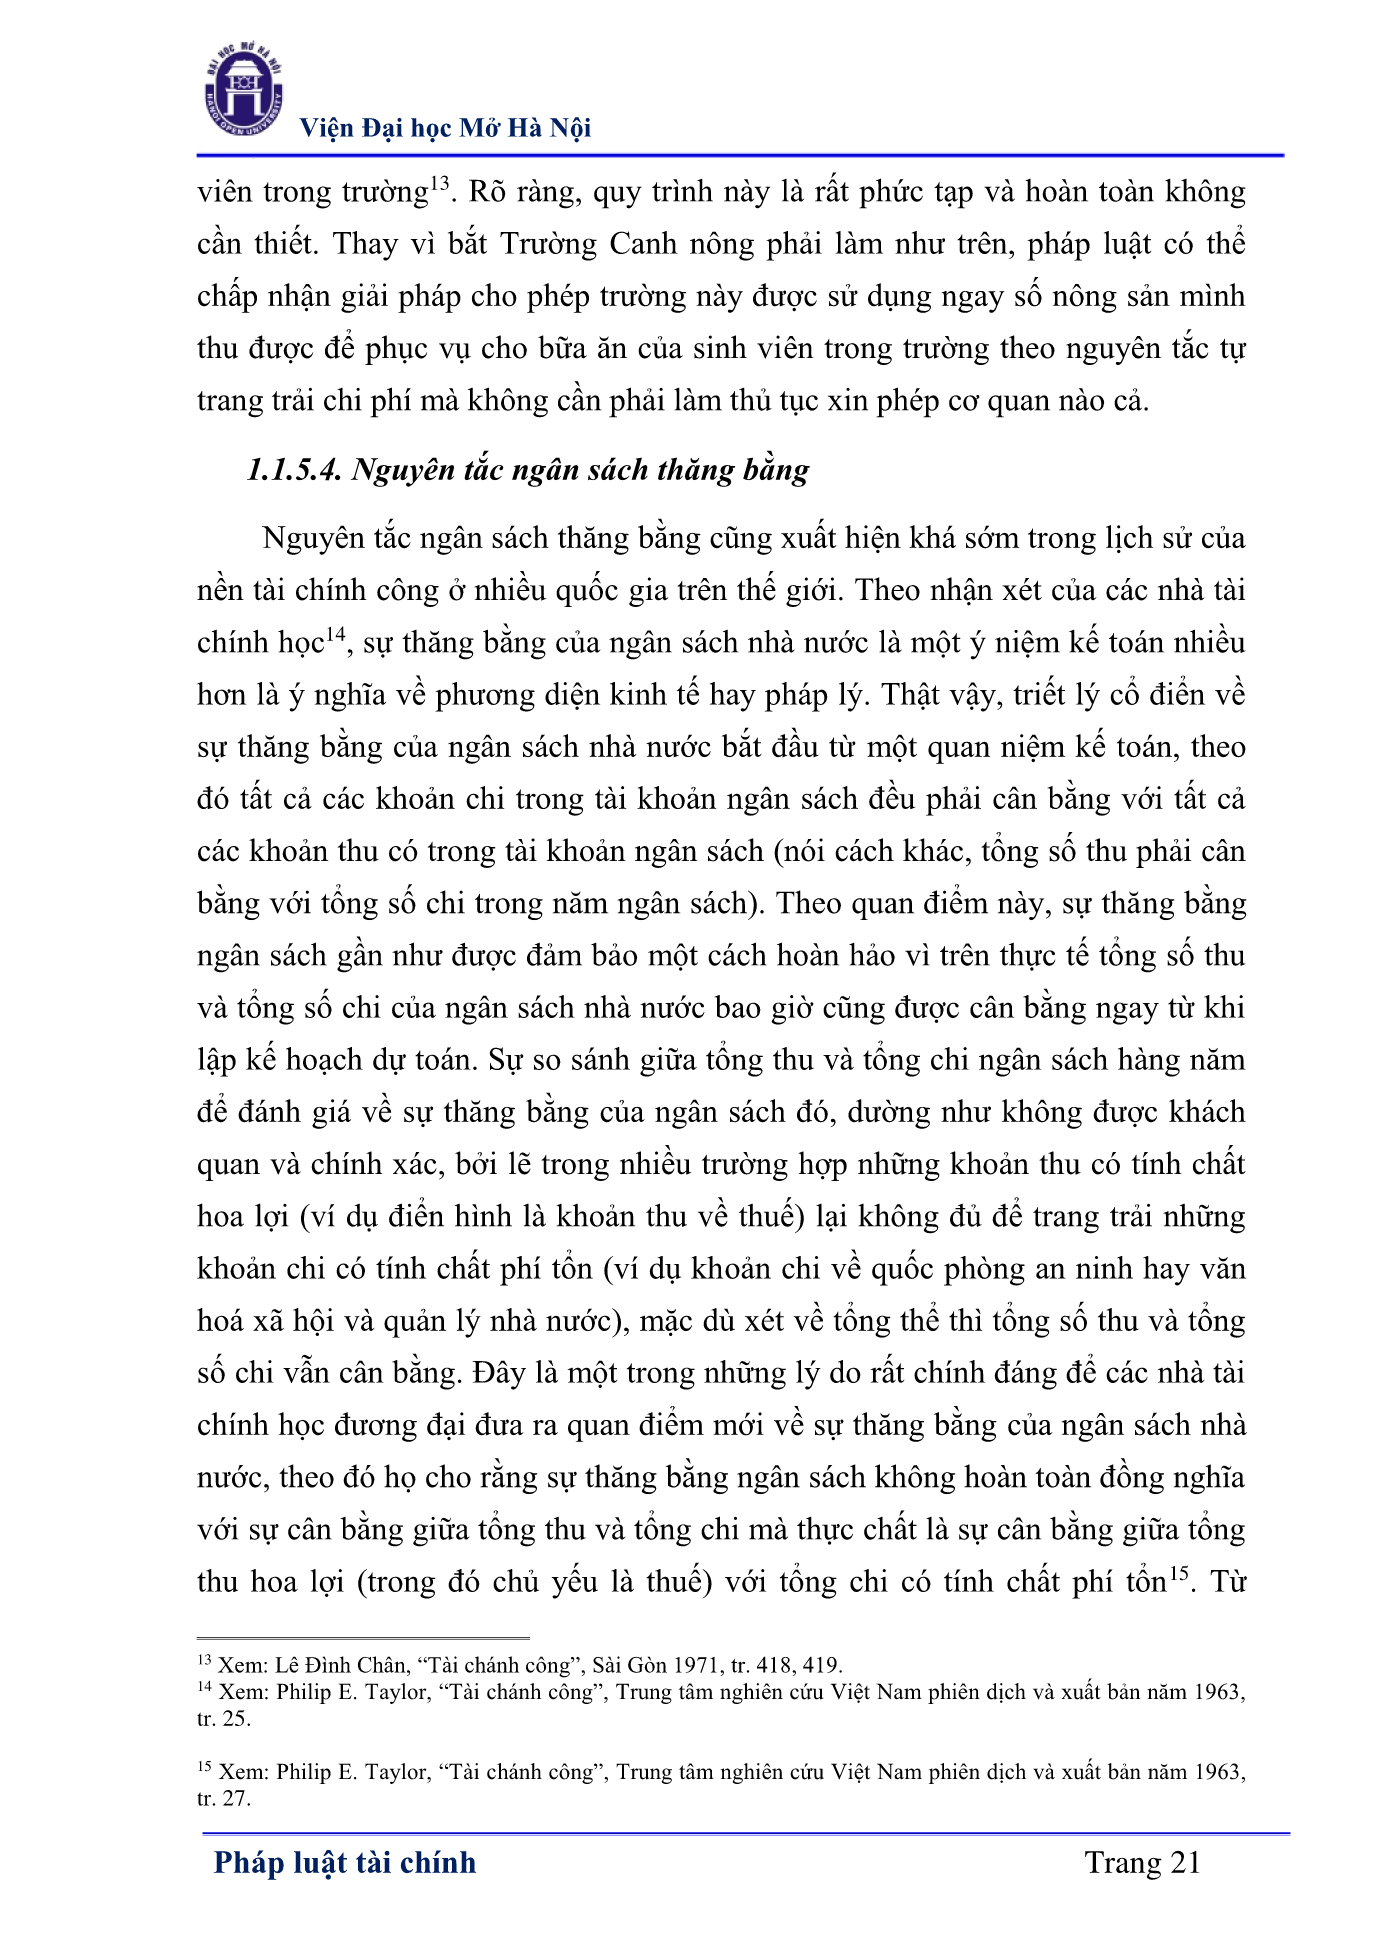 ĐẠI HỌC MỞ HÀ NỘI
HANOI OPEN UNIVERSITY
Viện Đại học Mở Hà Nội
viên trong trường13. Rõ ràng, quy trình này là rất phức tạp và hoàn toàn không
cần thiết. Thay vì bắt Trường Canh nông phải làm như trên, pháp luật có thể
chấp nhận giải pháp cho phép trường này được sử dụng ngay số nông sản mình
thu được để phục vụ cho bữa ăn của sinh viên trong trường theo nguyên tắc tự
trang trải chi phí mà không cần phải làm thủ tục xin phép cơ quan nào cả.
1.1.5.4. Nguyên tắc ngân sách thăng bằng
Nguyên tắc ngân sách thăng bằng cũng xuất hiện khá sớm trong lịch sử của
nền tài chính công ở nhiều quốc gia trên thế giới. Theo nhận xét của các nhà tài
chính học14, sự thăng bằng của ngân sách nhà nước là một ý niệm kế toán nhiều
hơn là ý nghĩa về phương diện kinh tế hay pháp lý. Thật vậy, triết lý cổ điển về
sự thăng bằng của ngân sách nhà nước bắt đầu từ một quan niệm kế toán, theo
đó tất cả các khoản chi trong tài khoản ngân sách đều phải cân bằng với tất cả
các khoản thu có trong tài khoản ngân sách (nói cách khác, tổng số thu phải cân
bằng với tổng số chi trong năm ngân sách). Theo quan điểm này, sự thăng bằng
ngân sách gần như được đảm bảo một cách hoàn hảo vì trên thực tế tổng số thu
và tổng số chi của ngân sách nhà nước bao giờ cũng được cân bằng ngay từ khi
lập kế hoạch dự toán. Sự so sánh giữa tổng thu và tổng chi ngân sách hàng năm
để đánh giá về sự thăng bằng của ngân sách đó, dường như không được khách
quan và chính xác, bởi lẽ trong nhiều trường hợp những khoản thu có tính chất
hoa lợi (ví dụ điển hình là khoản thu về thuế) lại không đủ để trang trải những
khoản chi có tính chất phí tổn (ví dụ khoản chi về quốc phòng an ninh hay văn
hoá xã hội và quản lý nhà nước), mặc dù xét về tổng thể thì tổng số thu và tổng
số chi vẫn cân bằng. Đây là một trong những lý do rất chính đáng để các nhà tài
chính học đương đại đưa ra quan điểm mới về sự thăng bằng của ngân sách nhà
nước, theo đó họ cho rằng sự thăng bằng ngân sách không hoàn toàn đồng nghĩa
với sự cân bằng giữa tổng thu và tổng chi mà thực chất là sự cân bằng giữa tổng
thu hoa lợi (trong đó chủ yếu là thuế) với tổng chi có tính chất phí tổn15. Từ
13 Xem: Lê Đình Chân, “Tài chánh công”, Sài Gòn 1971, tr. 418, 419.
14 Xem: Philip E. Taylor, “Tài chánh công”, Trung tâm nghiên cứu Việt Nam phiên dịch và xuất bản năm 1963,
tr. 25.
15 Xem: Philip E. Taylor, “Tài chánh công”, Trung tâm nghiên cứu Việt Nam phiên dịch và xuất bản năm 1963,
tr. 27.
Pháp luật tài chính Trang 21